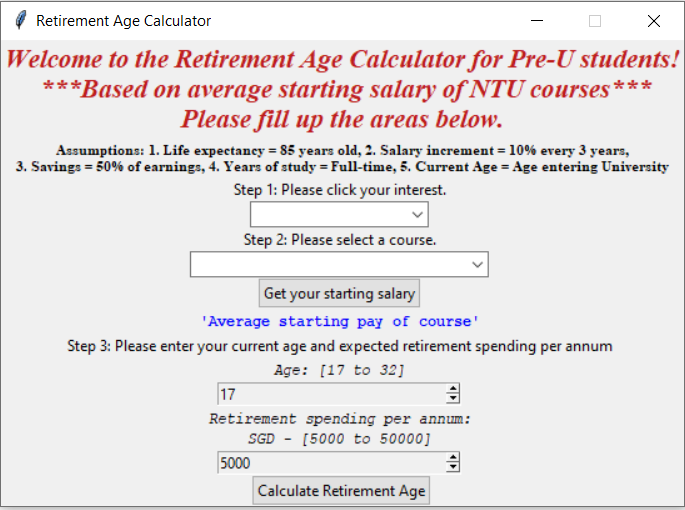 Retirement Age Calculator
Welcome to the Retirement Age Calculator for Pre-U students!
***Based on average starting salary of NTU courses***
Please fill up the areas below.
Assumptions: 1. Life expectancy = 85 years old, 2. Salary increment = 10% every 3 years,
3. Savings = 50% of earnings, 4. Years of study = Full-time, 5. Current Age = Age entering University
Step 1: Please click your interest.
Step 2: Please select a course.
Get your starting salary
'Average starting pay of course'
Step 3: Please enter your current age and expected retirement spending per annum
Age: [17 to 32]
17
Retirement spending per annum:
SGD - [5000 to 50000]
5000
Calculate Retirement Age